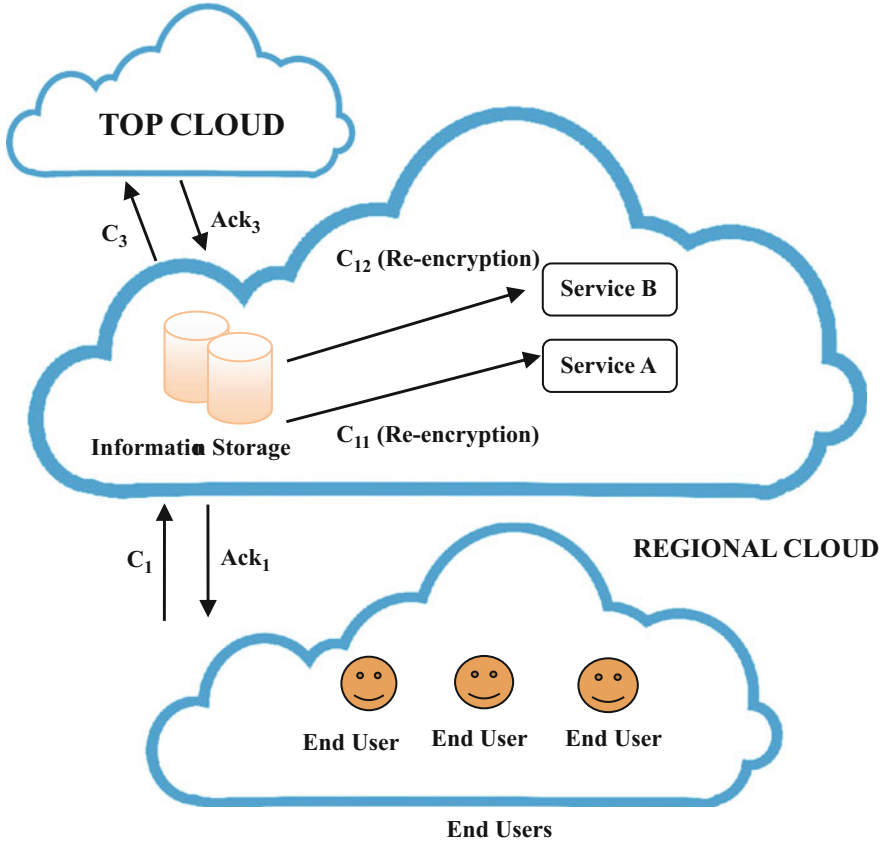 TOP CLOUD
C3
Ack3
C12 (Re-encryption)
Service B
Service A
C11 (Re-encryption)
Information Storage
C1
Ack1
REGIONAL CLOUD
End User
End User
End User
End Users